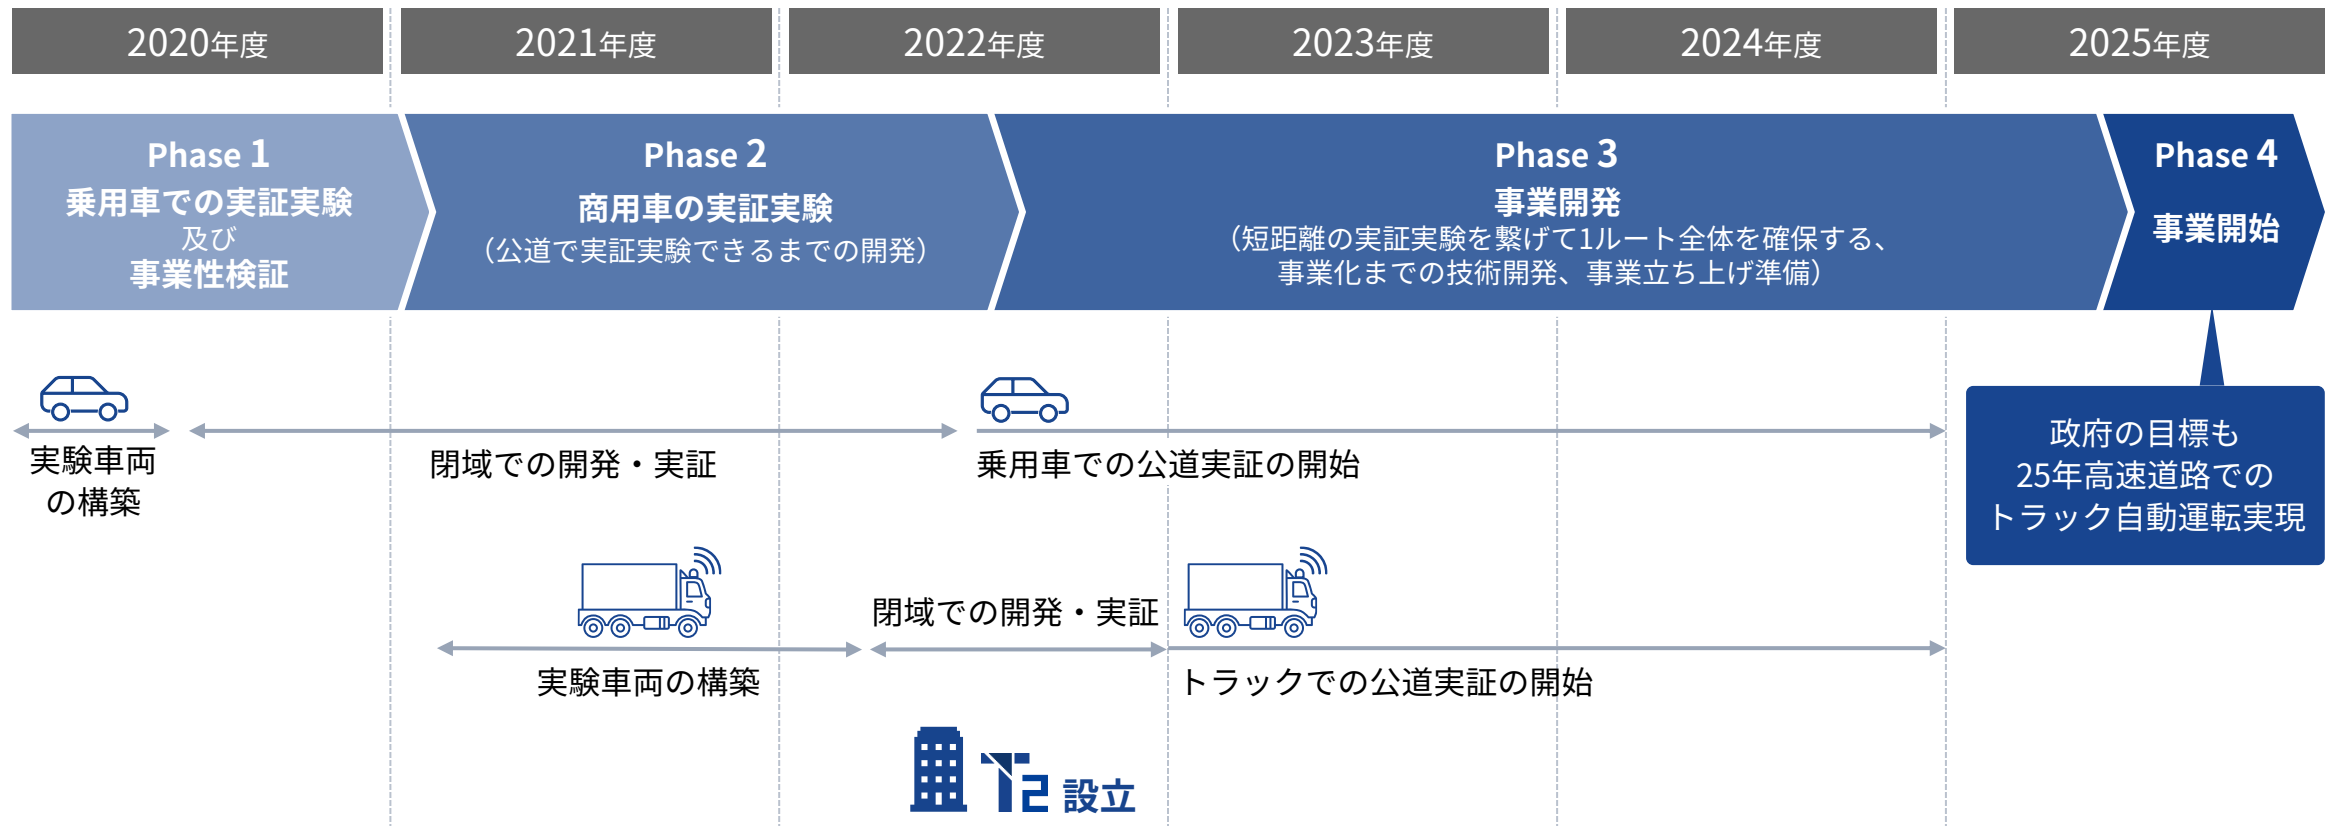 2020年度
2021年度
2022年度
2023年度
2024年度
2025年度
Phase 1
乗用車での実証実験
及び
事業性検証
Phase 2
商用車の実証実験
（公道で実証実験できるまでの開発）
Phase 3
事業開発
（短距離の実証実験を繋げて1ルート全体を確保する、
事業化までの技術開発、事業立ち上げ準備）
Phase 4
事業開始
実験車両
の構築
閉域での開発・実証
乗用車での公道実証の開始
政府の目標も
25年高速道路での
トラック自動運転実現
閉域での開発・実証
実験車両の構築
トラックでの公道実証の開始
T2 設立